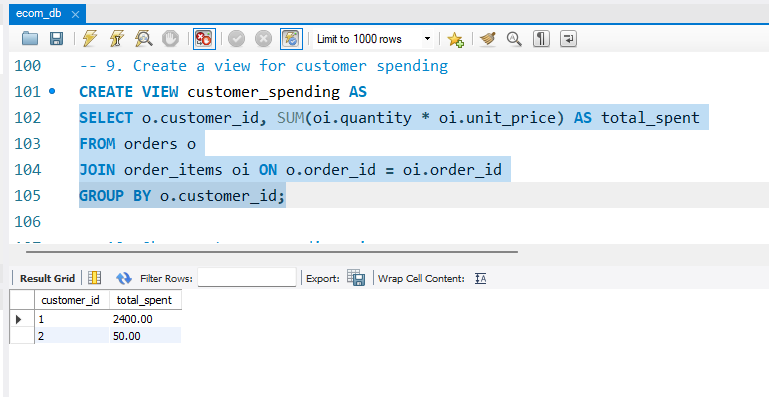 ecom_db ×
Limit to 1000 rows
100 -- 9. Create a view for customer spending
101 CREATE VIEW customer_spending AS
102 SELECT o.customer_id, SUM(oi.quantity * oi.unit_price) AS total_spent
103 FROM orders o
104 JOIN order_items oi ON o.order_id = oi.order_id
105 GROUP BY o.customer_id;
106
Result Grid Filter Rows: Export: Wrap Cell Content:
customer_id total_spent
1 2400.00
2 50.00